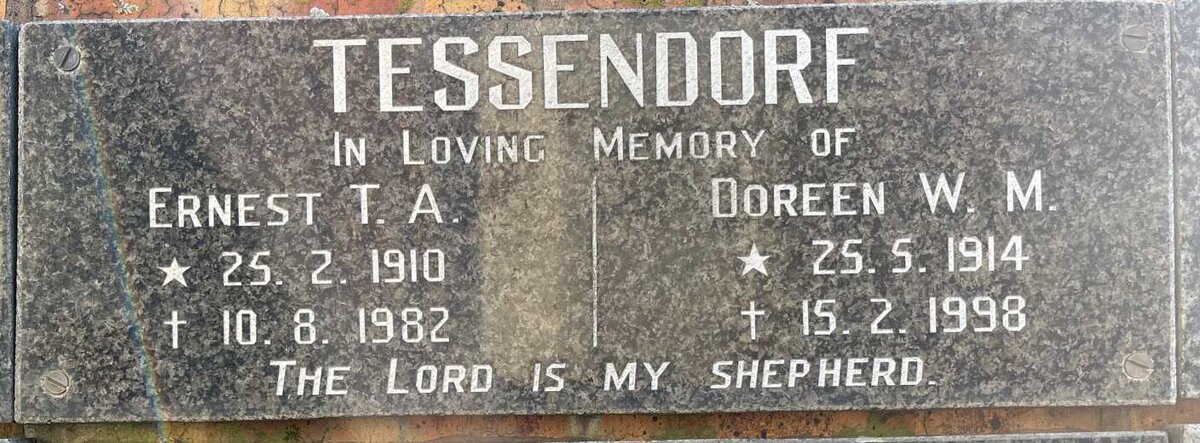 TESSENDORF
IN LOVING MEMORY OF
ERNEST T. A.
★ 25. 2. 1910
† 10. 8. 1982
DOREEN W. M.
★ 25. 5. 1914
† 15. 2. 1998
THE LORD IS MY SHEPHERD.